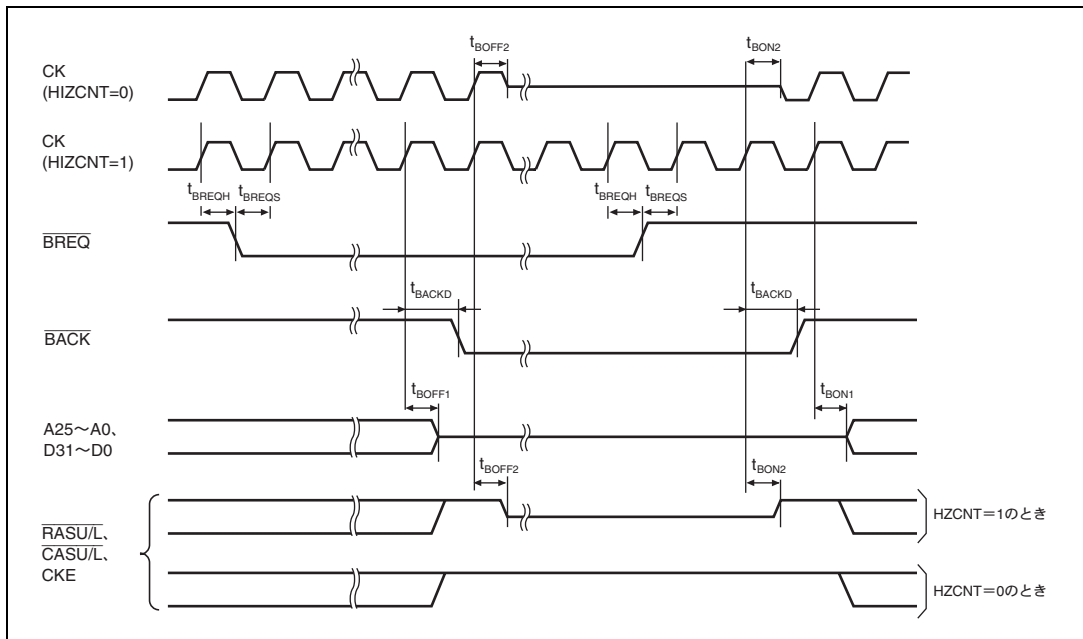 tBOFF2
tBON2
CK
(HIZCNT=0)
CK
(HIZCNT=1)
tBREQH
tBREQS
tBREQH
tBREQS
BREQ
tBACKD
tBACKD
BACK
tBOFF1
tBON1
A25～A0、
D31～D0
tBOFF2
tBON2
RASU/L、
CASU/L、
CKE
HZCNT＝1のとき
HZCNT＝0のとき